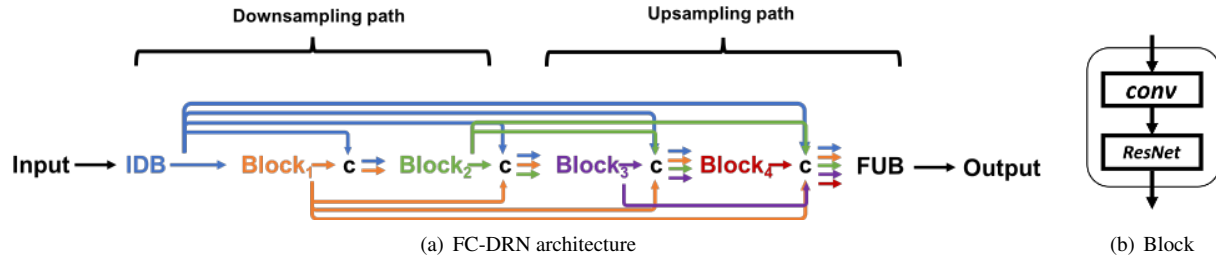 Downsampling path Upsampling path
conv
ResNet
Input IDB Block1 c Block2 c Block3 c Block4 c FUB Output
(a) FC-DRN architecture (b) Block